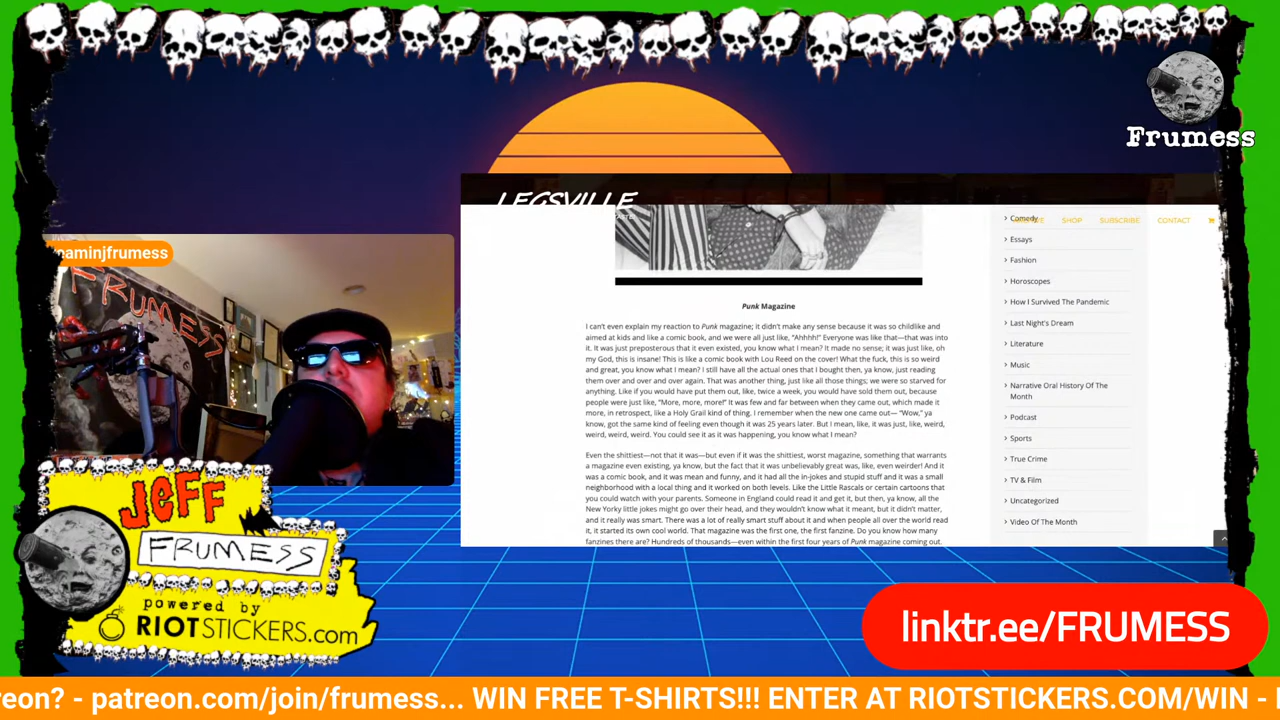 Frumess
LEGSVILLE
SHOP
SUBSCRIBE
CONTACT
FRUMESS
Comedy
Essays
Fashion
Horoscopes
How I Survived The Pandemic
Last Night's Dream
Literature
Music
Narrative Oral History Of The
Month
Podcast
Sports
True Crime
TV & Film
Uncategorized
Video Of The Month
Punk Magazine
I can't even explain my reaction to Punk magazine; it didn't make any sense because it was so childlike and
aimed at kids and like a comic book, and we were all just like, "Ahhhh!" Everyone was like that—that was into
it. It was just preposterous that it even existed, you know what I mean? It made no sense; it was just like, oh
my God, this is insane! This is like a comic book with Lou Reed on the cover! What the fuck, this is so weird
and great, you know what I mean? I still have all the actual ones that I bought then, ya know, just reading
them over and over and over again. That was another thing, just like all those things; we were so starved for
anything. Like if you would have put them out, like, twice a week, you would have sold them out, because
people were just like, "More, more, more!" It was few and far between when they came out, which made it
more, in retrospect, like a Holy Grail kind of thing. I remember when the new one came out— "Wow," ya
know, got the same kind of feeling even though it was 25 years later. But I mean, like, it was just, like, weird,
weird, weird, weird. You could see it as it was happening, you know what I mean?
Even the shittiest—not that it was—but even if it was the shittiest, worst magazine, something that warrants
a magazine even existing, ya know, but the fact that it was unbelievably great was, like, even weirder! And it
was a comic book, and it was mean and funny, and it had all the in-jokes and stupid stuff and it was a small
neighborhood with a local thing and it worked on both levels. Like the Little Rascals or certain cartoons that
you could watch with your parents. Someone in England could read it and get it, but then, ya know, all the
New Yorky little jokes might go over their head, and they wouldn't know what it meant, but it didn't matter,
and it really was smart. There was a lot of really smart stuff about it and when people all over the world read
it, it started its own cool world. That magazine was the first one, the first fanzine. Do you know how many
fanzines there are? Hundreds of thousands—even within the first four years of Punk magazine coming out.
JEFF
FRUMESS
powered by
RIOTSTICKERS.com
linktr.ee/FRUMESS
reon? - patreon.com/join/frumess... WIN FREE T-SHIRTS!!! ENTER AT RIOTSTICKERS.COM/WIN -